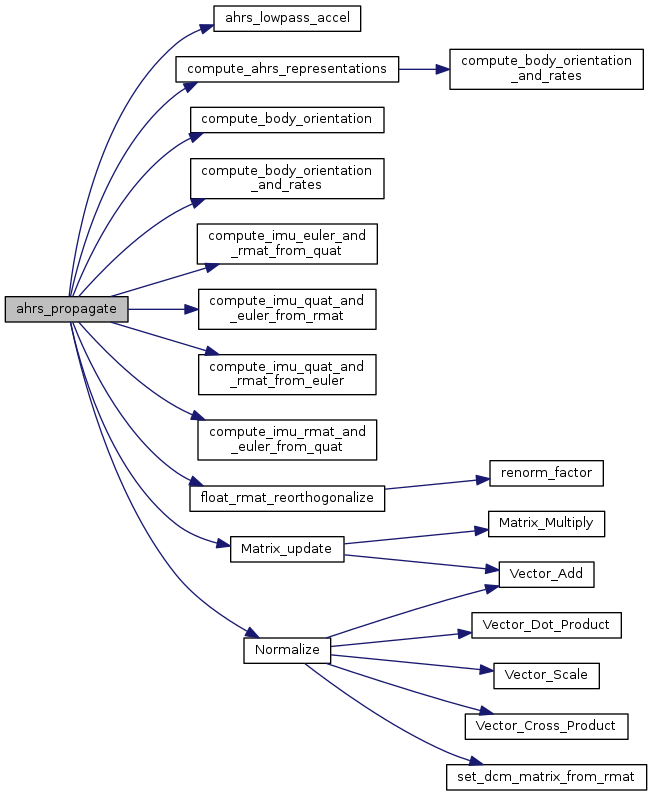 ahrs_lowpass_accel
compute_ahrs_representations
compute_body_orientation
_and_rates
compute_body_orientation
compute_body_orientation
_and_rates
compute_imu_euler_and
_rmat_from_quat
ahrs_propagate
compute_imu_quat_and
_euler_from_rmat
compute_imu_quat_and
_rmat_from_euler
compute_imu_rmat_and
_euler_from_quat
float_rmat_reorthogonalize
renorm_factor
Matrix_update
Matrix_Multiply
Vector_Add
Normalize
Vector_Dot_Product
Vector_Scale
Vector_Cross_Product
set_dcm_matrix_from_rmat